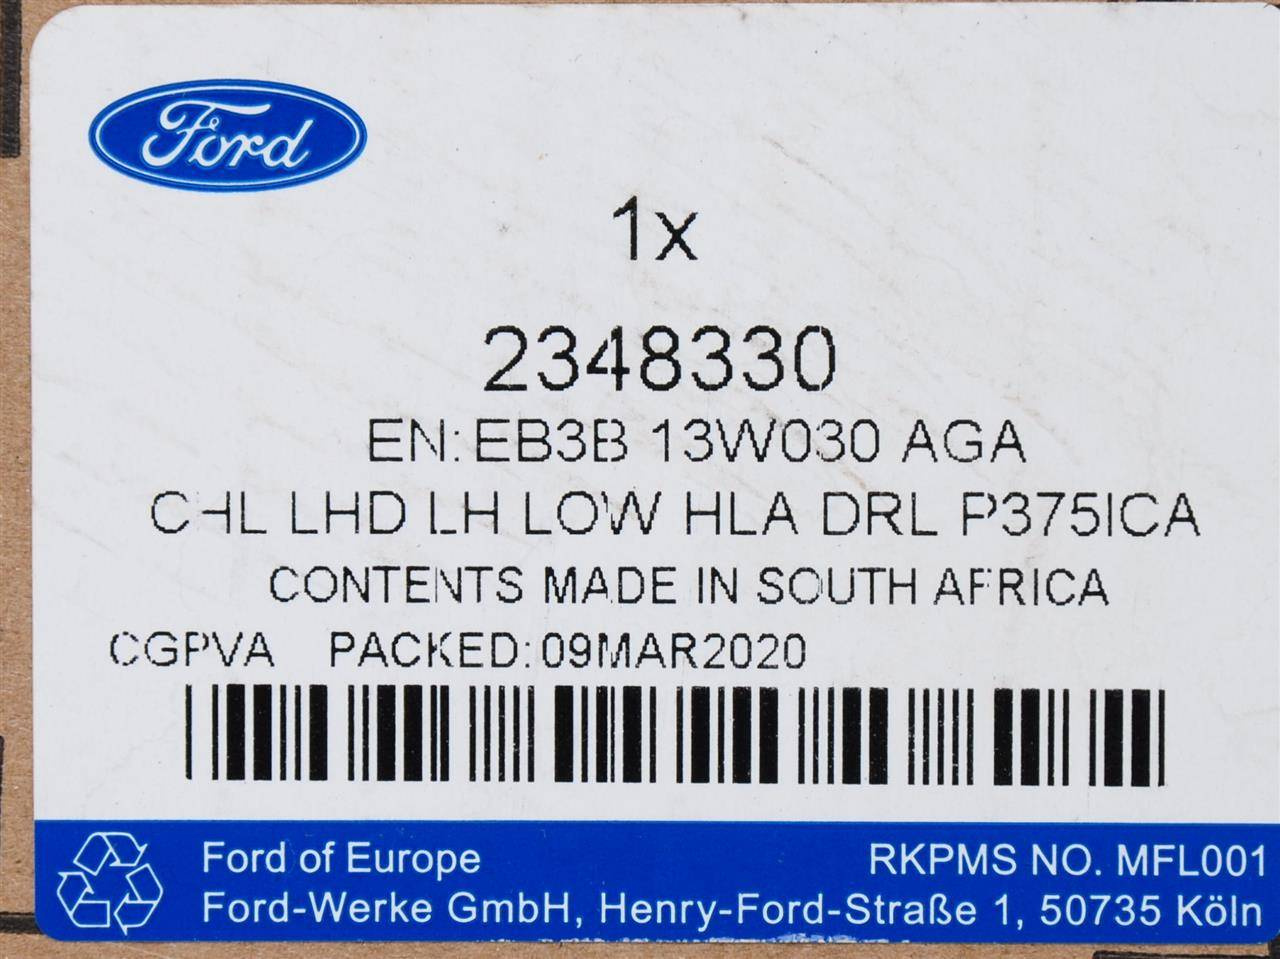 Ford
1x
2348330
EN: EB3B 13W030 AGA
CHL LHD LH LOW HLA DRL P375ICA
CONTENTS MADE IN SOUTH AFRICA
CGPVA PACKED:09MAR2020
Ford of Europe RKPMS NO. MFL001
Ford-Werke GmbH, Henry-Ford-Straße 1, 50735 Köln